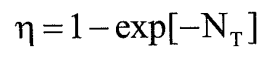 η = 1 – exp[–N_T]